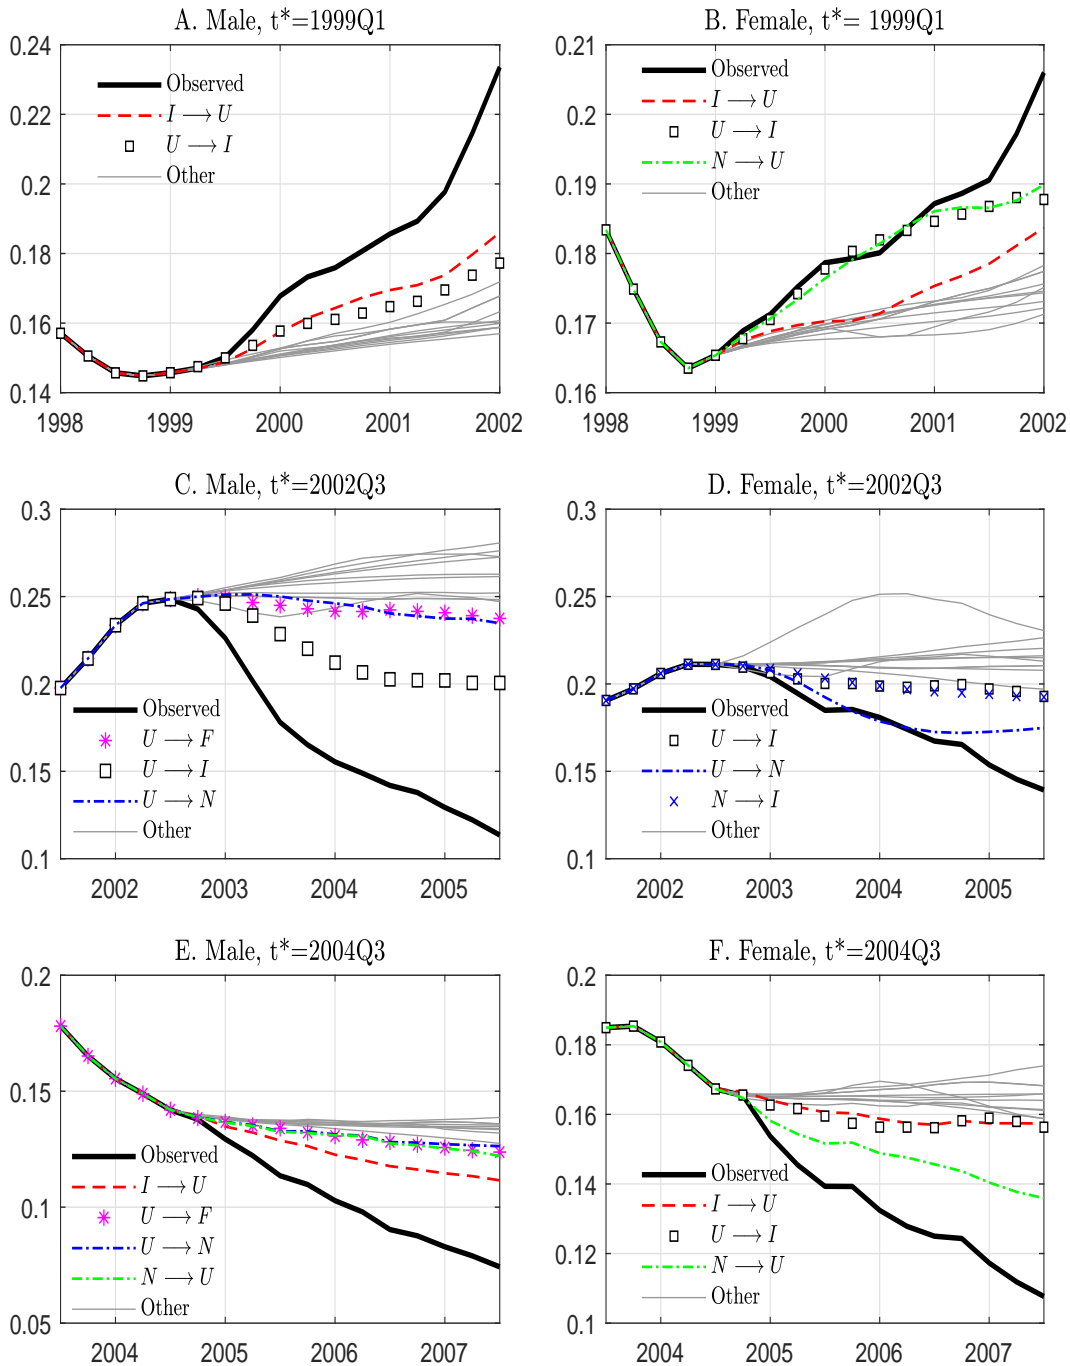 A. Male, t*=1999Q1
0.24
0.22
0.2
0.18
0.16
0.14
1998
1999
2000
2001
2002
Observed
I → U
U → I
Other
B. Female, t*= 1999Q1
0.21
0.2
0.19
0.18
0.17
0.16
1998
1999
2000
2001
2002
Observed
I → U
U → I
N → U
Other
C. Male, t*=2002Q3
0.3
0.25
0.2
0.15
0.1
2002
2003
2004
2005
Observed
U → F
U → I
U → N
Other
D. Female, t*=2002Q3
0.3
0.25
0.2
0.15
0.1
2002
2003
2004
2005
Observed
U → I
U → N
N → I
Other
E. Male, t*=2004Q3
0.2
0.15
0.1
0.05
2004
2005
2006
2007
Observed
I → U
U → F
U → N
N → U
Other
F. Female, t*=2004Q3
0.2
0.18
0.16
0.14
0.12
0.1
2004
2005
2006
2007
Observed
I → U
U → I
N → U
Other